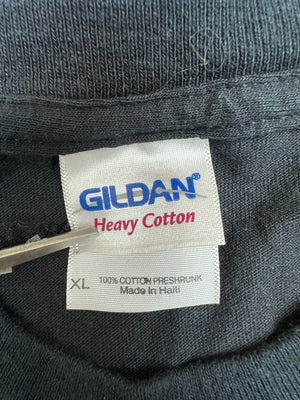 GILDAN®
Heavy Cotton
XL
100% COTTON PRESHRUNK
Made in Haiti